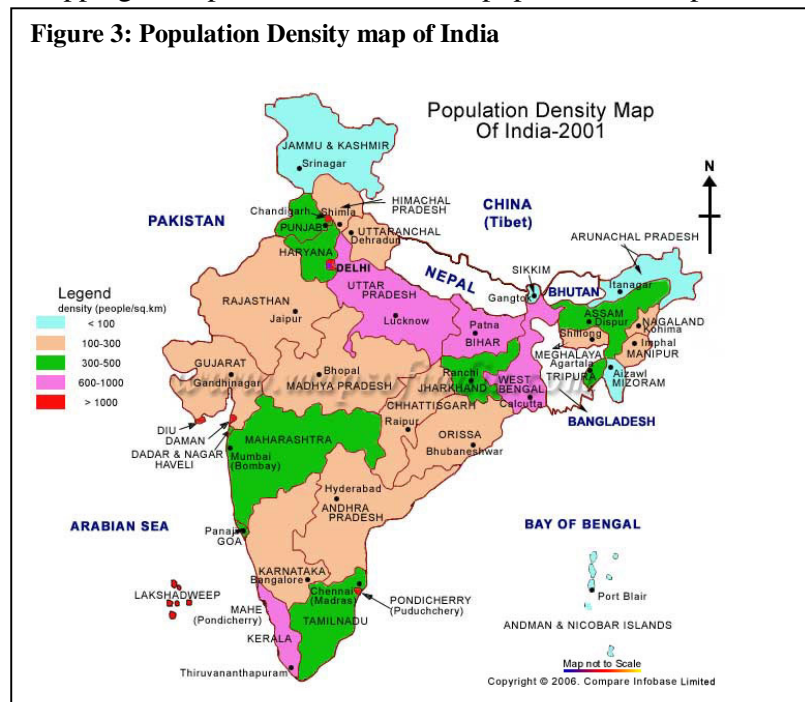 Figure 3: Population Density map of India
Population Density Map
Of India-2001
N
JAMMU & KASHMIR
Srinagar
HIMACHAL
PRADESH
CHINA
(Tibet)
PAKISTAN
Chandigarh
Shimla
PUNJAB
UTTARANCHAL
Dehradun
ARUNACHAL PRADESH
HARYANA
DELHI
NEPAL
SIKKIM
BHUTAN
Itanagar
Gangtok
Legend
density (people/sq.km)
< 100
100-300
300-500
600-1000
> 1000
UTTAR
PRADESH
Lucknow
RAJASTHAN
Jaipur
Patna
BIHAR
ASSAM
Dispur
NAGALAND
Kohima
Shillong
Imphal
MANIPUR
MEGHALAYA
Agartala
TRIPURA
Aizawl
MIZORAM
GUJARAT
Gandhinagar
Bhopal
MADHYA PRADESH
Ranchi
JHARKHAND
WEST
BENGAL
Calcutta
BANGLADESH
CHHATTISGARH
Raipur
DIU
DAMAN
DADAR & NAGAR
HAVELI
MAHARASHTRA
Mumbai
(Bombay)
ORISSA
Bhubaneshwar
Hyderabad
ANDHRA
PRADESH
ARABIAN SEA
BAY OF BENGAL
Panaji
GOA
KARNATAKA
Bangalore
Chennai
(Madras)
PONDICHERRY
(Puduchchery)
LAKSHADWEEP
MAHE
(Pondicherry)
TAMILNADU
KERALA
Thiruvananthapuram
Port Blair
ANDMAN & NICOBAR ISLANDS
Map not to Scale
Copyright © 2006. Compare Infobase Limited